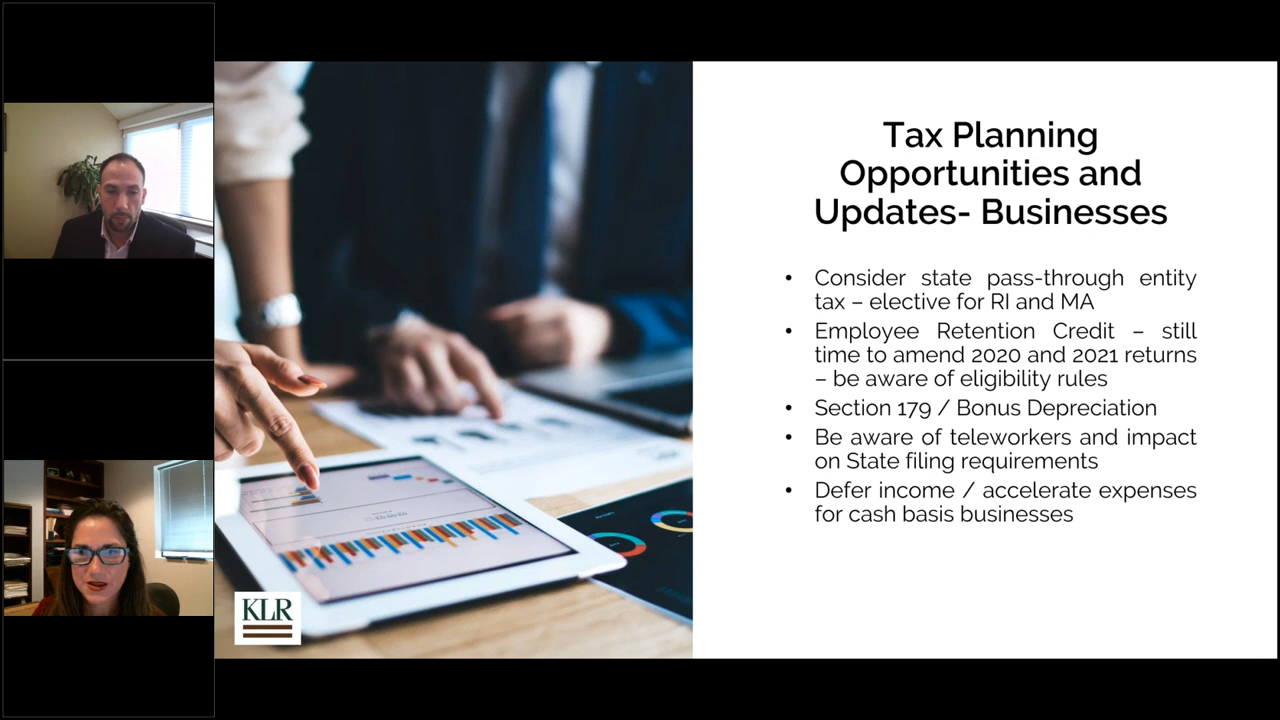 Tax Planning
Opportunities and
Updates- Businesses
• Consider state pass-through entity
tax – elective for RI and MA
• Employee Retention Credit – still
time to amend 2020 and 2021 returns
– be aware of eligibility rules
• Section 179 / Bonus Depreciation
• Be aware of teleworkers and impact
on State filing requirements
• Defer income / accelerate expenses
for cash basis businesses
KLR